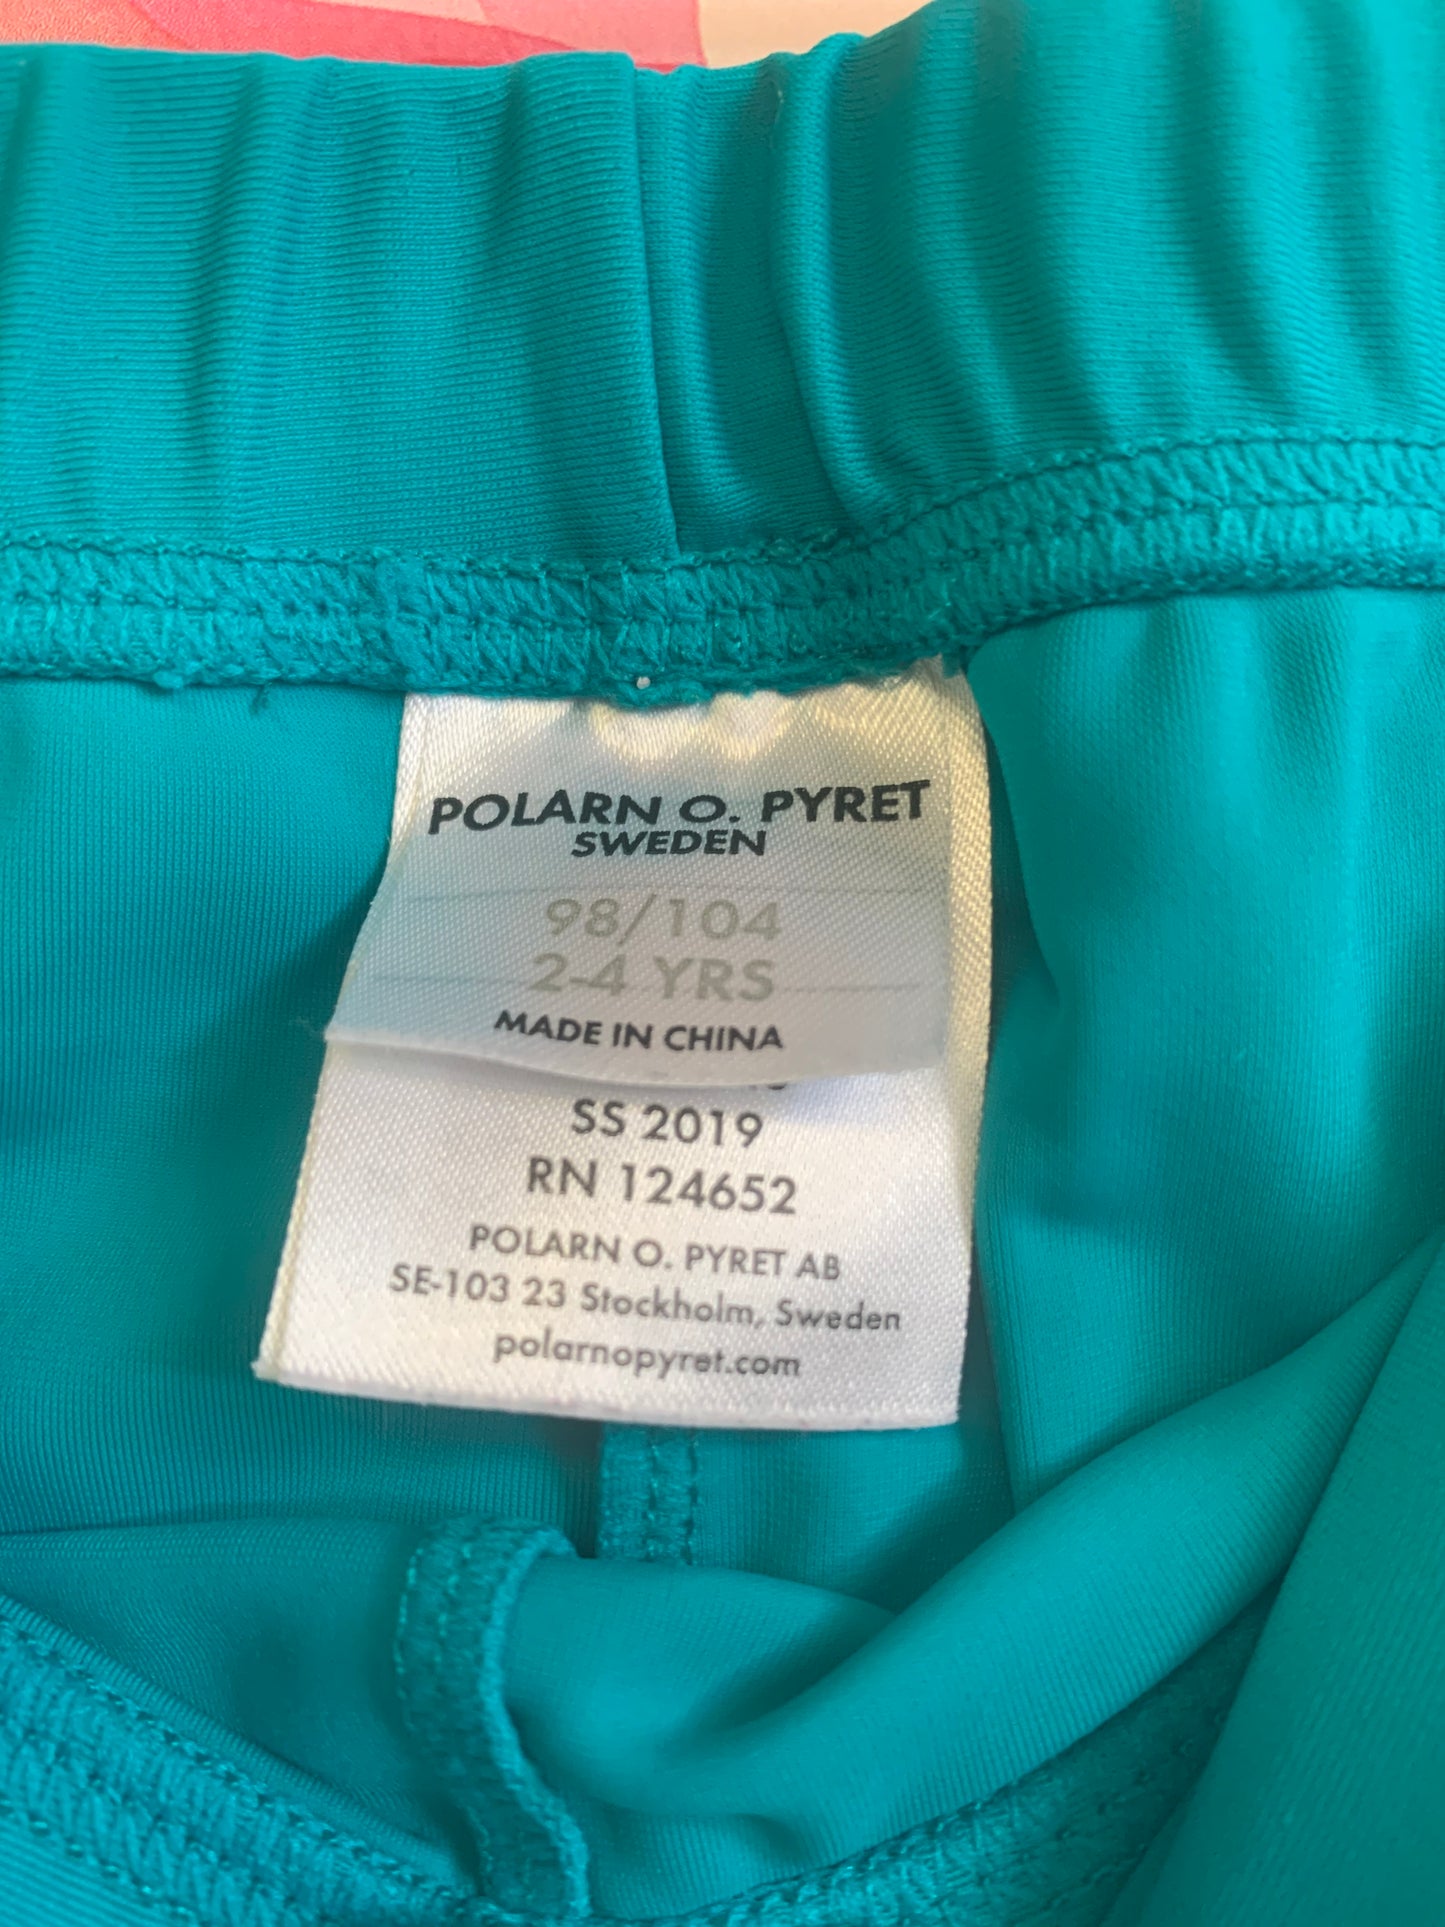 POLARN O. PYRET
SWEDEN
98/104
2-4 YRS
MADE IN CHINA
SS 2019
RN 124652
POLARN O. PYRET AB
SE-103 23 Stockholm, Sweden
polarnopyret.com